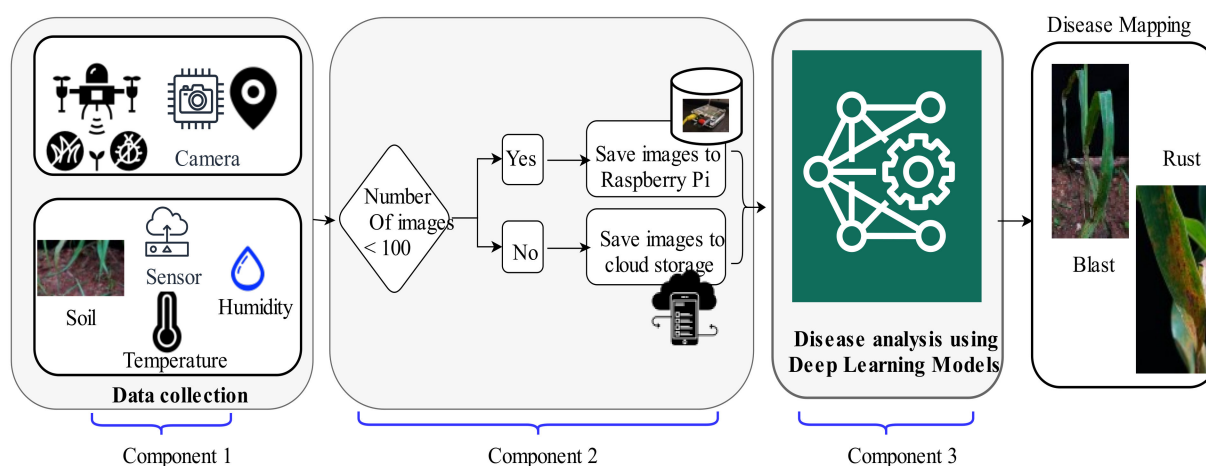 Camera
Sensor
Soil
Humidity
Temperature
Data collection
Component 1
Number
Of images
< 100
Yes
No
Save images to
Raspberry Pi
Save images to
cloud storage
Component 2
Disease analysis using
Deep Learning Models
Component 3
Disease Mapping
Blast
Rust